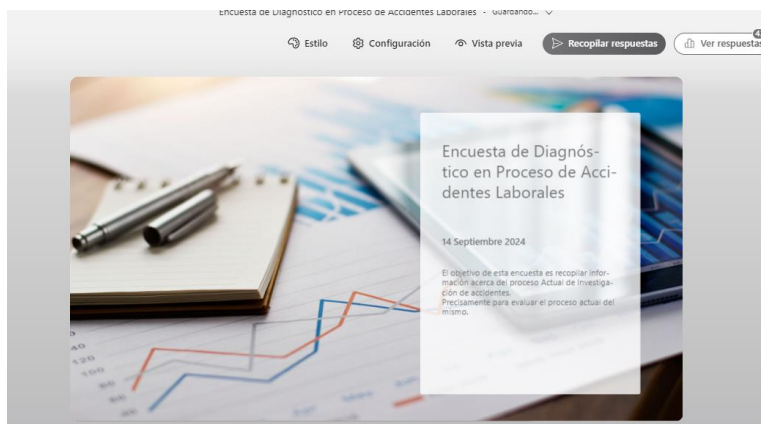 Encuesta de Diagnóstico en Proceso de Accidentes Laborales - Guardando...
Estilo Configuración Vista previa Recopilar respuestas Ver respuestas
Encuesta de Diagnós-
tico en Proceso de Acci-
dentes Laborales
14 Septiembre 2024
El objetivo de esta encuesta es recopilar infor-
mación acerca del proceso Actual de Investiga-
ción de accidentes.
Precisamente para evaluar el proceso actual del
mismo.